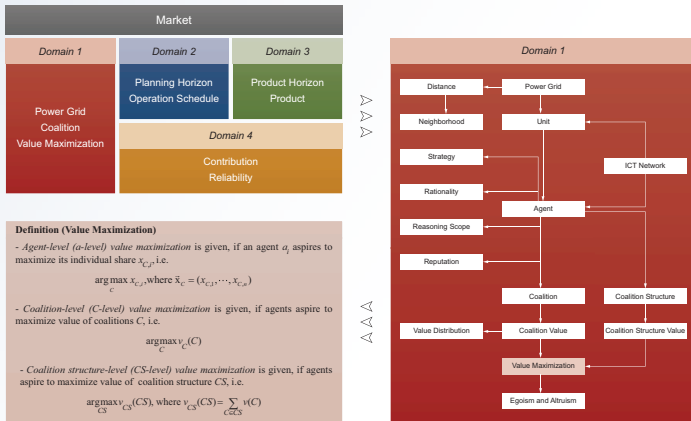 Market
Domain 1
Power Grid
Coalition
Value Maximization
Domain 2
Planning Horizon
Operation Schedule
Domain 3
Product Horizon
Product
Domain 4
Contribution
Reliability
Definition (Value Maximization)
- Agent-level (a-level) value maximization is given, if an agent a_i aspires to
maximize its individual share x_{C,i}, i.e.
arg max_C x_{C,i}, where x̄_C = (x_{C,1}, ⋯, x_{C,n})
- Coalition-level (C-level) value maximization is given, if agents aspire to
maximize value of coalitions C, i.e.
argmax_C v_C(C)
- Coalition structure-level (CS-level) value maximization is given, if agents
aspire to maximize value of coalition structure CS, i.e.
argmax_CS v_CS(CS), where v_CS(CS) = ∑_{C∈CS} v(C)
Domain 1
Distance
Power Grid
Neighborhood
Unit
Strategy
ICT Network
Rationality
Agent
Reasoning Scope
Reputation
Coalition
Coalition Structure
Value Distribution
Coalition Value
Coalition Structure Value
Value Maximization
Egoism and Altruism